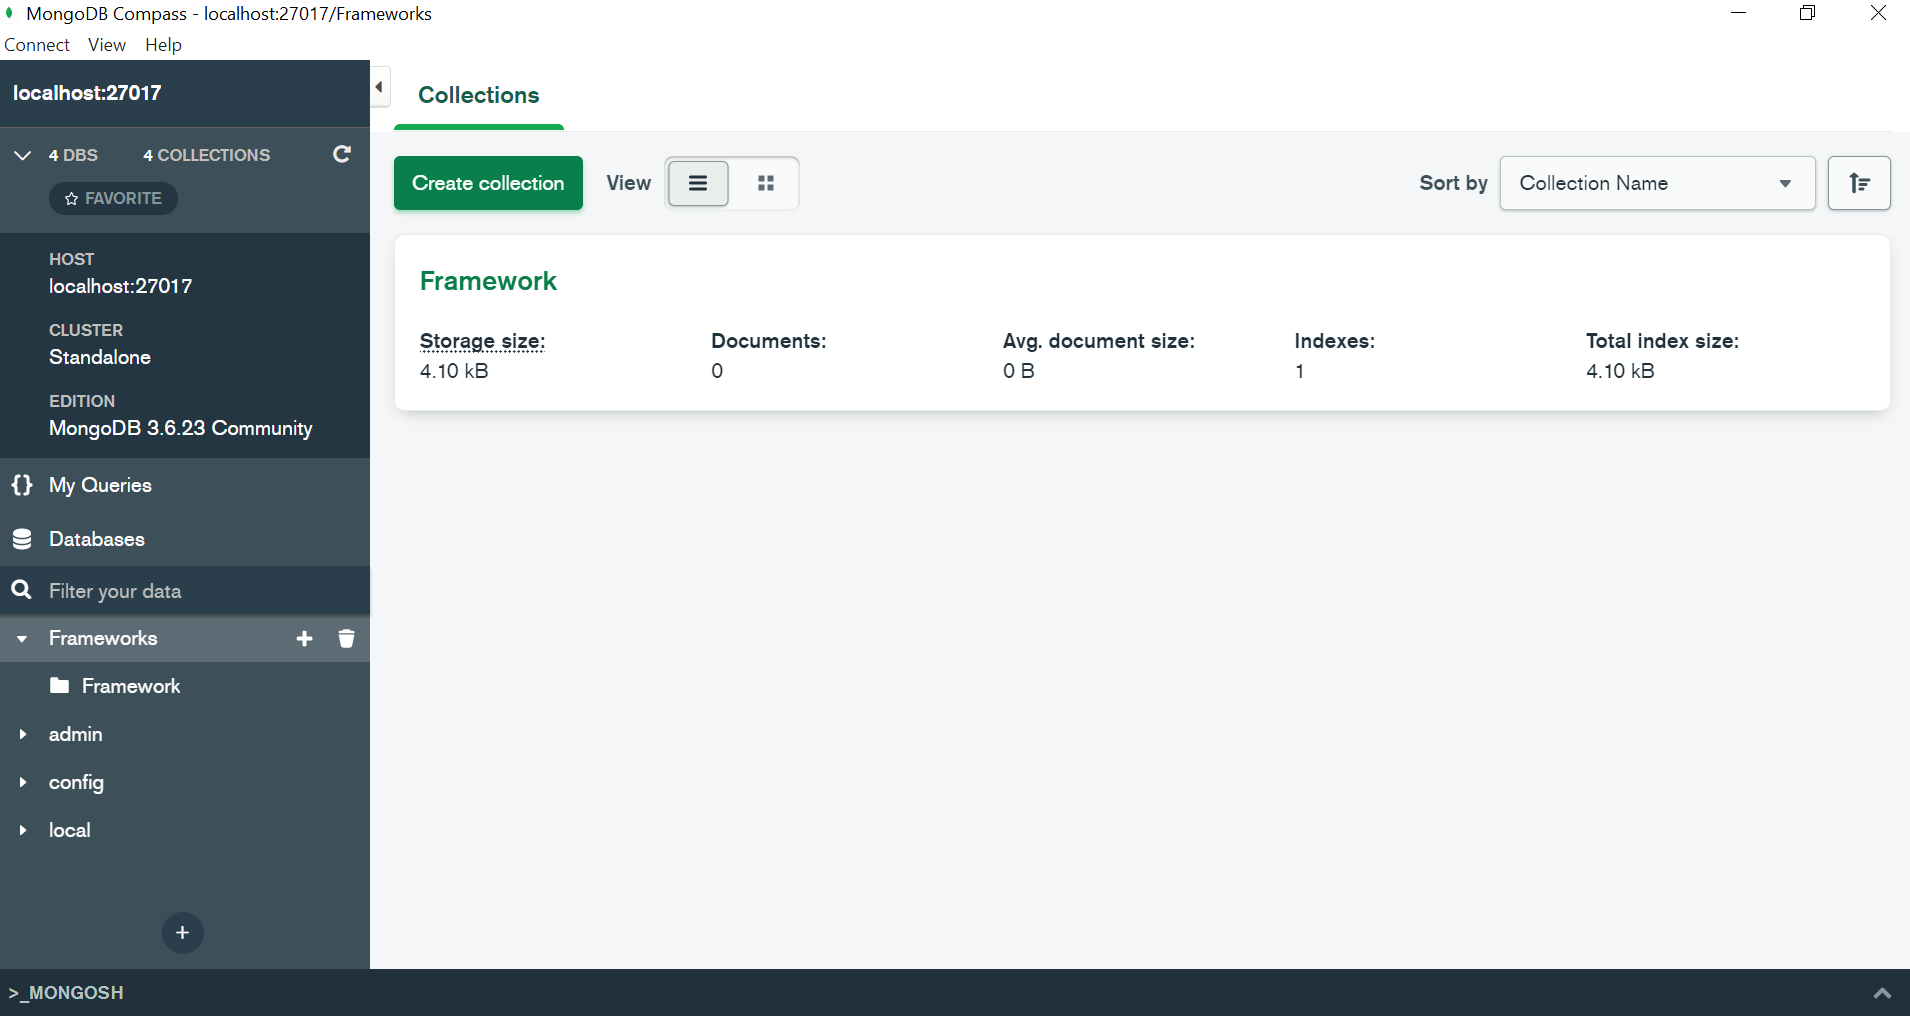 MongoDB Compass - localhost:27017/Frameworks
Connect View Help
localhost:27017
4 DBS 4 COLLECTIONS
FAVORITE
HOST
localhost:27017
CLUSTER
Standalone
EDITION
MongoDB 3.6.23 Community
{} My Queries
Databases
Filter your data
Frameworks
Framework
admin
config
local
+
Collections
Create collection View Sort by Collection Name
Framework
Storage size: Documents: Avg. document size: Indexes: Total index size:
4.10 kB 0 0 B 1 4.10 kB
>_MONGOSH